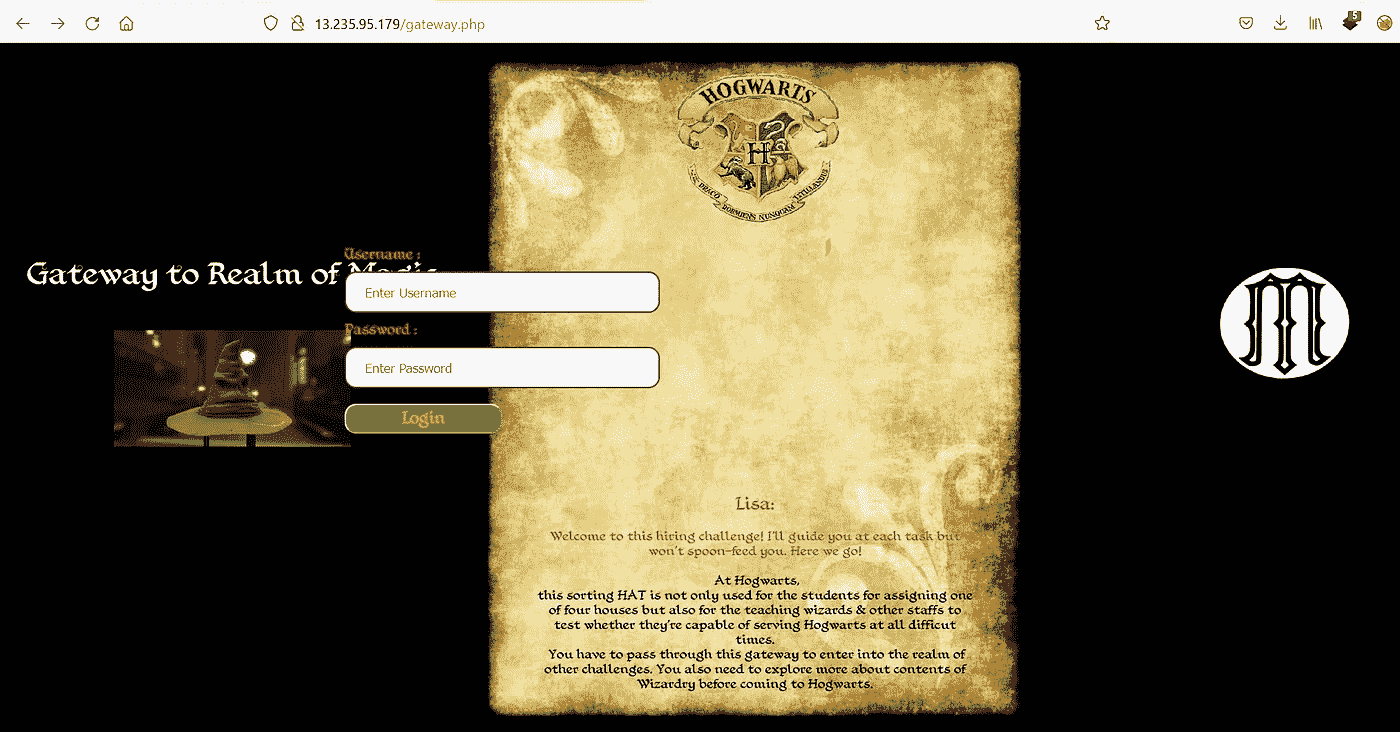 13.235.95.179/gateway.php
5
HOGWARTS
H
DRACO DORMIENS NUNQUAM TITILLANDUS
Gateway to Realm of Magic
Username :
Enter Username
Password :
Enter Password
Login
M
Lisa:
Welcome to this hiring challenge! I'll guide you at each task but
won't spoon-feed you. Here we go!
At Hogwarts,
this sorting HAT is not only used for the students for assigning one
of four houses but also for the teaching wizards & other staffs to
test whether they're capable of serving Hogwarts at all difficut
times.
You have to pass through this gateway to enter into the realm of
other challenges. You also need to explore more about contents of
Wizardry before coming to Hogwarts.